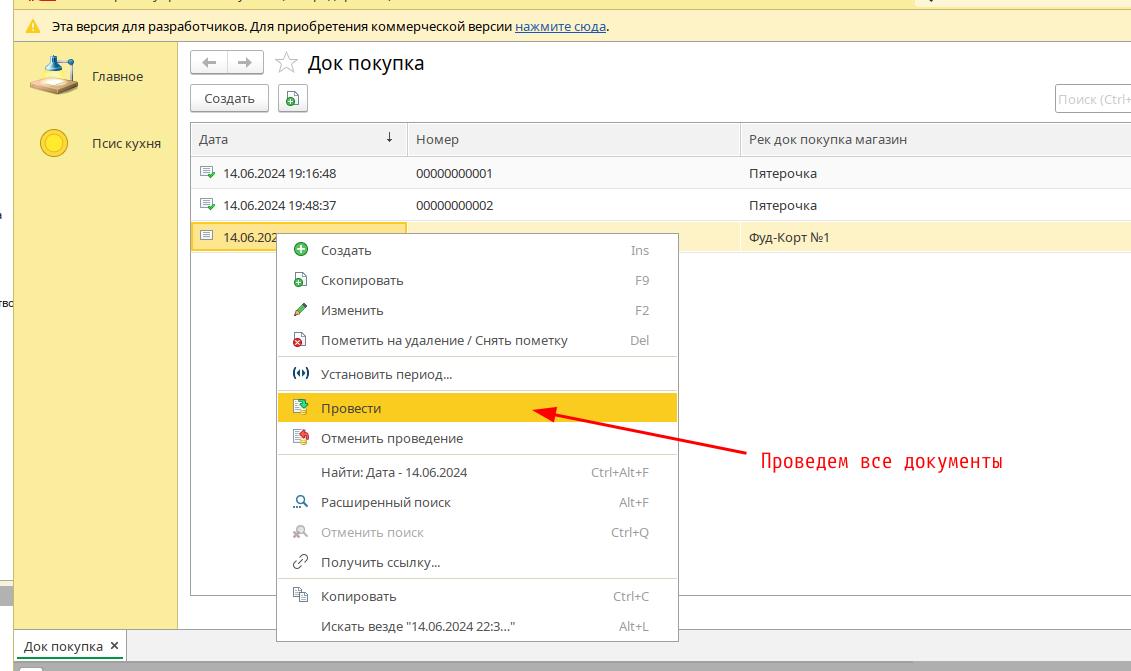 Эта версия для разработчиков. Для приобретения коммерческой версии нажмите сюда.
Главное
Псис кухня
Док покупка
Создать
Поиск (Ctrl+
Дата ↓ Номер Рек док покупка магазин
14.06.2024 19:16:48 00000000001 Пятерочка
14.06.2024 19:48:37 00000000002 Пятерочка
14.06.202 Фуд-Корт №1
Создать Ins
Скопировать F9
Изменить F2
Пометить на удаление / Снять пометку Del
Установить период...
Провести
Отменить проведение
Проведем все документы
Найти: Дата - 14.06.2024 Ctrl+Alt+F
Расширенный поиск Alt+F
Отменить поиск Ctrl+Q
Получить ссылку...
Копировать Ctrl+C
Искать везде "14.06.2024 22:3..." Alt+L
Док покупка ×